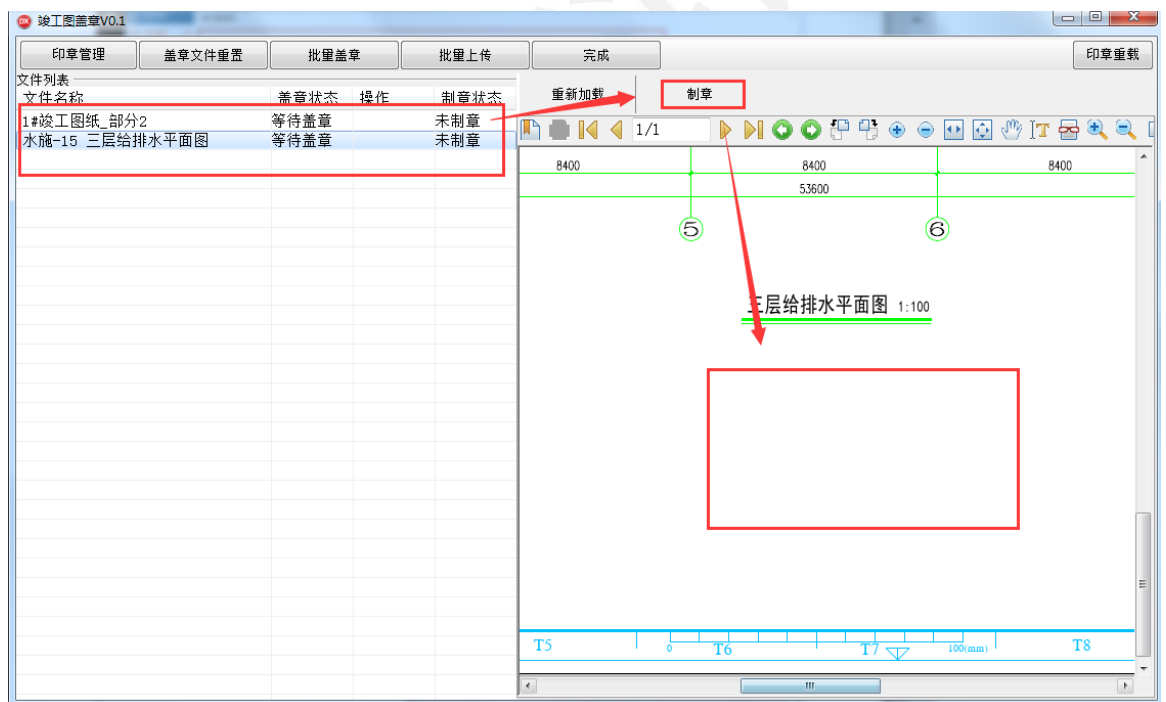 竣工图盖章V0.1
印章管理 盖章文件重置 批量盖章 批量上传 完成 印章重载
文件列表
文件名称 盖章状态 操作 制章状态
1#竣工图纸_部分2 等待盖章 未制章
水施-15 三层给排水平面图 等待盖章 未制章
重新加载 制章
1/1
8400 8400 8400
53600
5 6
三层给排水平面图 1:100
T5 0 T6 T7 100(mm) T8